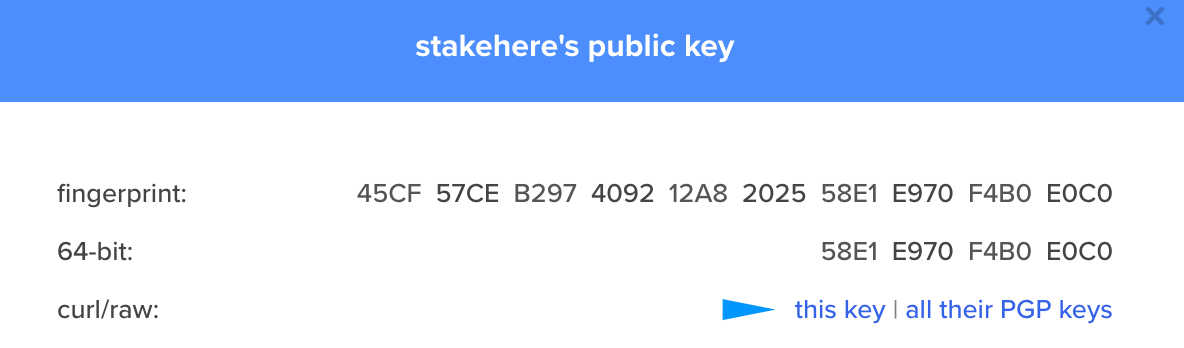 stakehere's public key
fingerprint: 45CF 57CE B297 4092 12A8 2025 58E1 E970 F4B0 E0C0
64-bit: 58E1 E970 F4B0 E0C0
curl/raw: this key | all their PGP keys